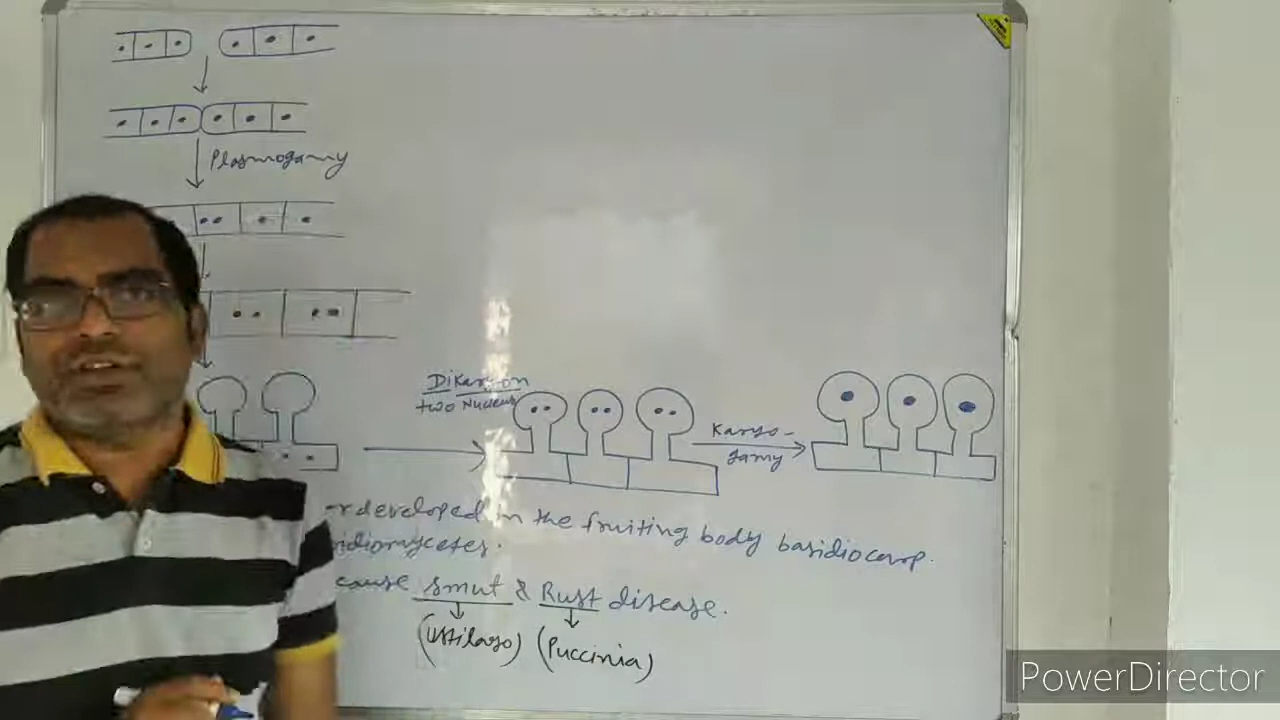 Plasmogamy
Dikaryon
two Nucleus
Karyo-
gamy
developed in the fruiting body basidiocarp.
idiomycetes.
cause smut & Rust disease.
(Ustilago) (Puccinia)
PowerDirector